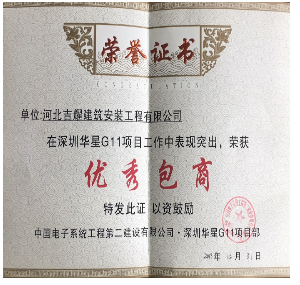 荣誉证书
单位:河北吉耀建筑安装工程有限公司
在深圳华星G11项目工作中表现突出，荣获
优秀包商
特发此证 以资鼓励
中国电子系统工程第二建设有限公司·深圳华星G11项目部